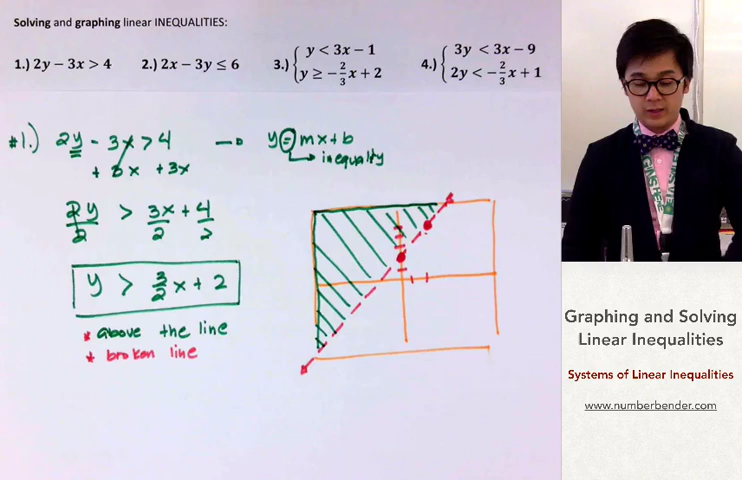 Solving and graphing linear INEQUALITIES:
1.) 2y − 3x > 4 2.) 2x − 3y ≤ 6 3.) { y < 3x − 1 4.) { 3y < 3x − 9
y ≥ −2/3x + 2 2y < −2/3x + 1
#1.) 2y - 3x > 4 → y = mx + b
+ 3x + 3x → inequality
2y/2 > 3x/2 + 4/2
y > 3/2 x + 2
* above the line
* broken line
Graphing and Solving
Linear Inequalities
Systems of Linear Inequalities
www.numberbender.com